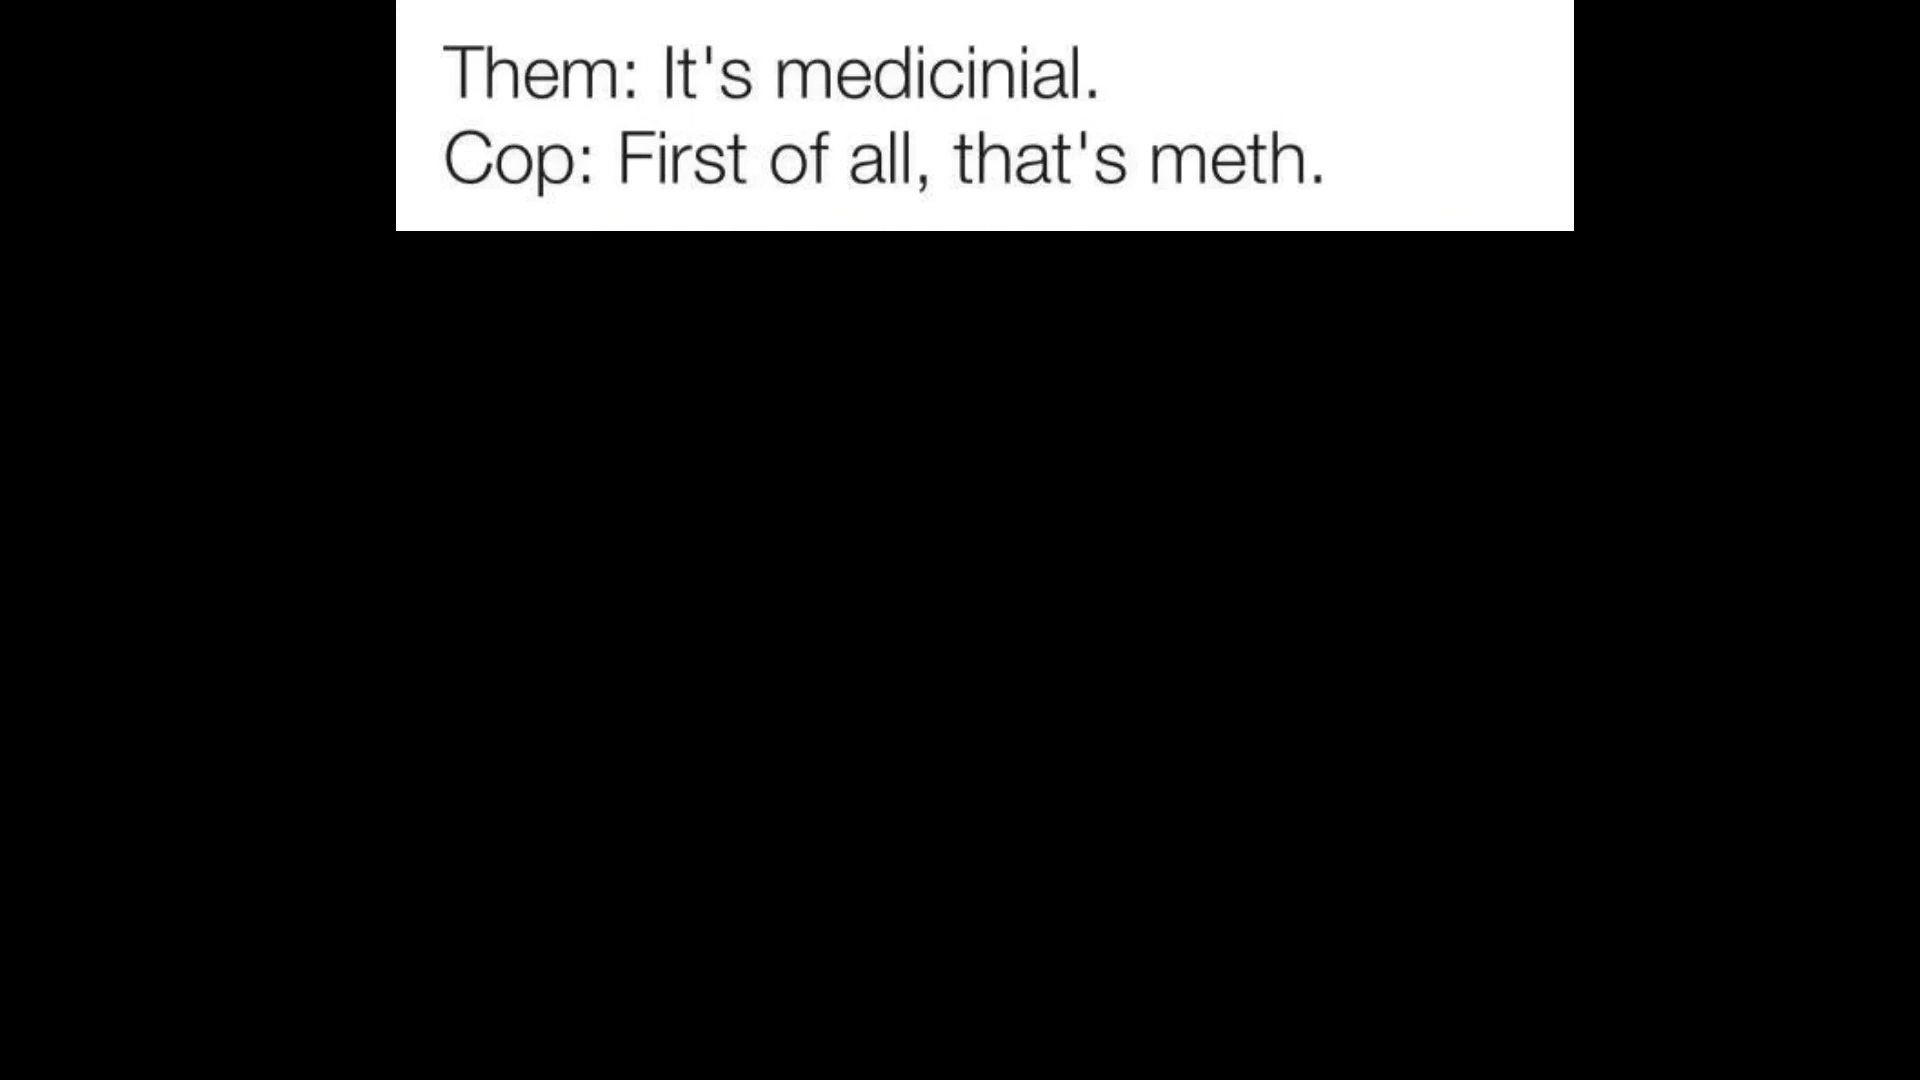 Them: It's medicinial.
Cop: First of all, that's meth.